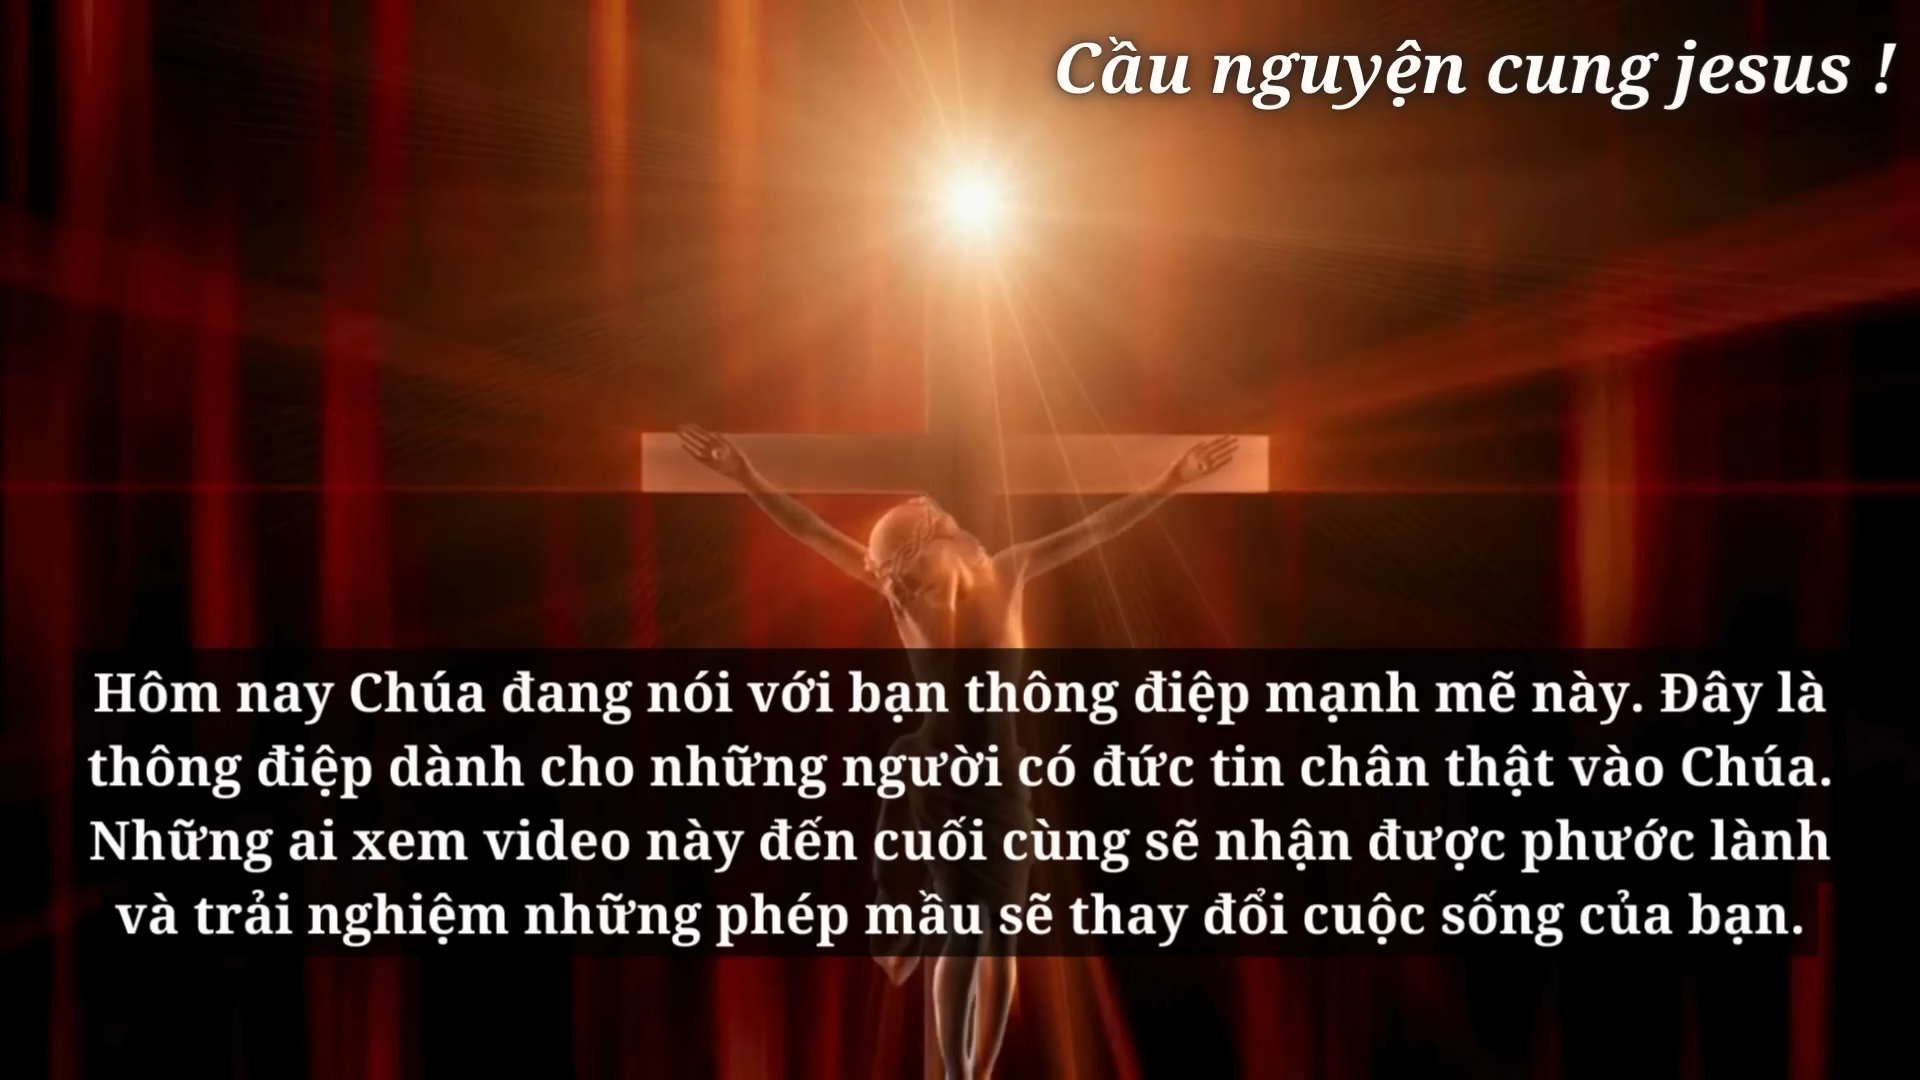 Cầu nguyện cung jesus !
Hôm nay Chúa đang nói với bạn thông điệp mạnh mẽ này. Đây là
thông điệp dành cho những người có đức tin chân thật vào Chúa.
Những ai xem video này đến cuối cùng sẽ nhận được phước lành
và trải nghiệm những phép mầu sẽ thay đổi cuộc sống của bạn.